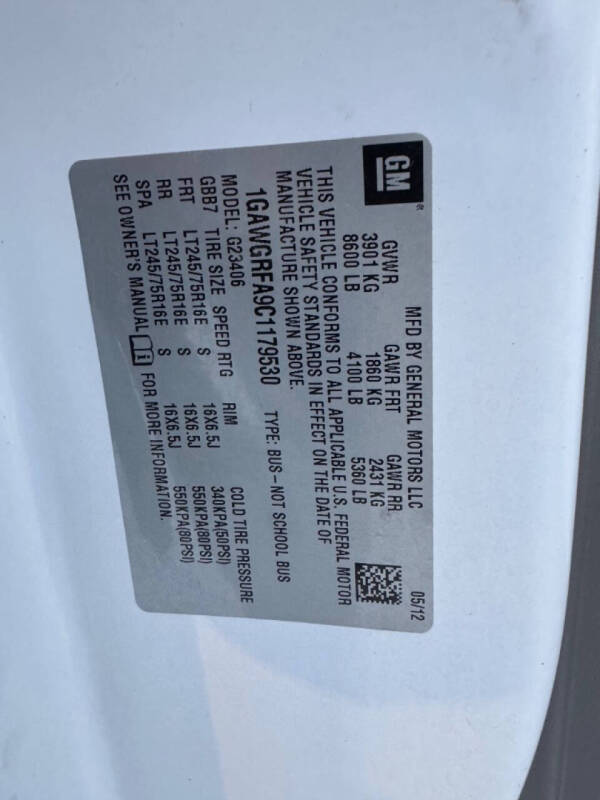 GM®
MFD BY GENERAL MOTORS LLC 05/12
GVWR GAWR FRT GAWR RR
3901 KG 1860 KG 2431 KG
8600 LB 4100 LB 5360 LB
THIS VEHICLE CONFORMS TO ALL APPLICABLE U.S. FEDERAL MOTOR
VEHICLE SAFETY STANDARDS IN EFFECT ON THE DATE OF
MANUFACTURE SHOWN ABOVE.
1GAWGRFA9C1179530 TYPE: BUS–NOT SCHOOL BUS
MODEL: G23406
GBB7 TIRE SIZE SPEED RTG RIM COLD TIRE PRESSURE
FRT LT245/75R16E S 16X6.5J 340KPA(50PSI)
RR LT245/75R16E S 16X6.5J 550KPA(80PSI)
SPA LT245/75R16E S 16X6.5J 550KPA(80PSI)
SEE OWNER'S MANUAL i FOR MORE INFORMATION.